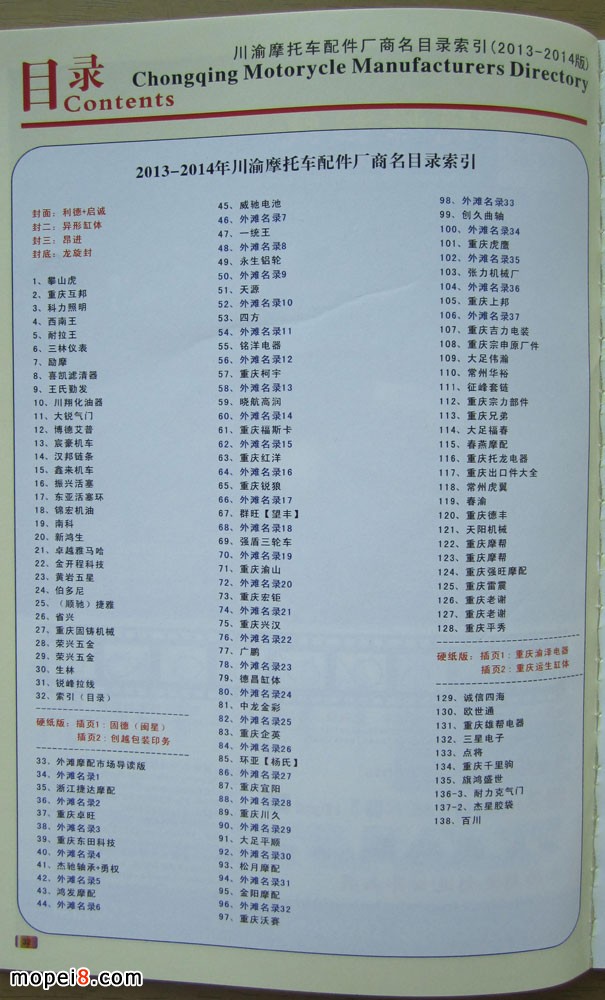 目录
Contents
川渝摩托车配件厂商名目录索引(2013-2014版)
Chongqing Motorycle Manufacturers Directory
2013-2014年川渝摩托车配件厂商名目录索引
封面：利德+启诚
封二：异形缸体
封三：昂进
封底：龙旋封
1、攀山虎
2、重庆互邦
3、科力照明
4、西南王
5、耐拉王
6、三林仪表
7、励摩
8、喜凯滤清器
9、王氏勤发
10、川翔化油器
11、大锐气门
12、博德艾普
13、宸豪机车
14、汉邦链条
15、鑫来机车
16、振兴活塞
17、东亚活塞环
18、锦宏机油
19、南科
20、新鸿生
21、卓越雅马哈
22、金开程科技
23、黄岩五星
24、伯多尼
25、（顺驰）捷雅
26、省兴
27、重庆固铸机械
28、荣兴五金
29、荣兴五金
30、生林
31、锐峰拉线
32、索引（目录）
硬纸版：插页1：固德（闽星）
插页2：创越包装印务
33、外滩摩配市场导读版
34、外滩名录1
35、浙江捷达摩配
36、外滩名录2
37、重庆卓旺
38、外滩名录3
39、重庆东田科技
40、外滩名录4
41、杰驰轴承+勇权
42、外滩名录5
43、鸿发摩配
44、外滩名录6
45、威驰电池
46、外滩名录7
47、一统王
48、外滩名录8
49、永生铝轮
50、外滩名录9
51、天源
52、外滩名录10
53、四方
54、外滩名录11
55、铭洋电器
56、外滩名录12
57、重庆柯宇
58、外滩名录13
59、晓航高润
60、外滩名录14
61、重庆福斯卡
62、外滩名录15
63、重庆红洋
64、外滩名录16
65、重庆锐狼
66、外滩名录17
67、群旺【望丰】
68、外滩名录18
69、强盾三轮车
70、外滩名录19
71、重庆渝山
72、外滩名录20
73、重庆宏钜
74、外滩名录21
75、重庆兴汉
76、外滩名录22
77、广鹏
78、外滩名录23
79、德昌缸体
80、外滩名录24
81、中龙金彩
82、外滩名录25
83、重庆企英
84、外滩名录26
85、环亚【杨氏】
86、外滩名录27
87、重庆宜阳
88、外滩名录28
89、重庆川久
90、外滩名录29
91、大足平顺
92、外滩名录30
93、松月摩配
94、外滩名录31
95、金阳摩配
96、外滩名录32
97、重庆沃赛
98、外滩名录33
99、创久曲轴
100、外滩名录34
101、重庆虎鹰
102、外滩名录35
103、张力机械厂
104、外滩名录36
105、重庆上邦
106、外滩名录37
107、重庆吉力电装
108、重庆宗申原厂件
109、大足伟瀚
110、常州华裕
111、征峰套链
112、重庆宗力部件
113、重庆兄弟
114、大足福春
115、春燕摩配
116、重庆托龙电器
117、重庆出口件大全
118、常州虎翼
119、春渝
120、重庆德丰
121、天阳机械
122、重庆摩帮
123、重庆摩帮
124、重庆强旺摩配
125、重庆雷震
126、重庆老谢
127、重庆老谢
128、重庆平秀
硬纸版：插页1：重庆渝泽电器
插页2：重庆运生缸体
129、诚信四海
130、欧世通
131、重庆雄帮电器
132、三星电子
133、点将
134、重庆千里驹
135、旗鸿盛世
136-3、耐力克气门
137-2、杰星胶袋
138、百川
mopei8.com